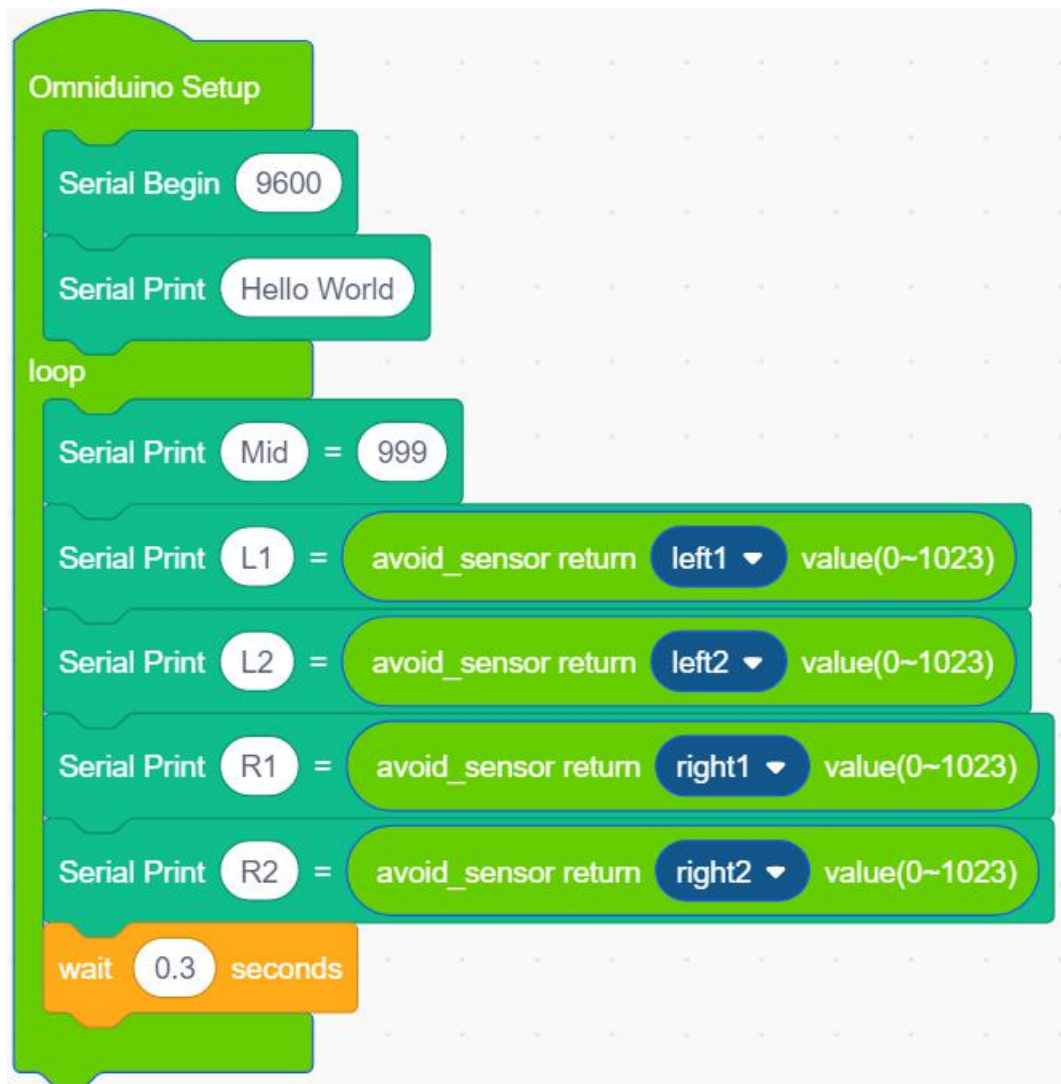 Omniduino Setup
Serial Begin 9600
Serial Print Hello World
loop
Serial Print Mid = 999
Serial Print L1 = avoid_sensor return left1 value(0~1023)
Serial Print L2 = avoid_sensor return left2 value(0~1023)
Serial Print R1 = avoid_sensor return right1 value(0~1023)
Serial Print R2 = avoid_sensor return right2 value(0~1023)
wait 0.3 seconds